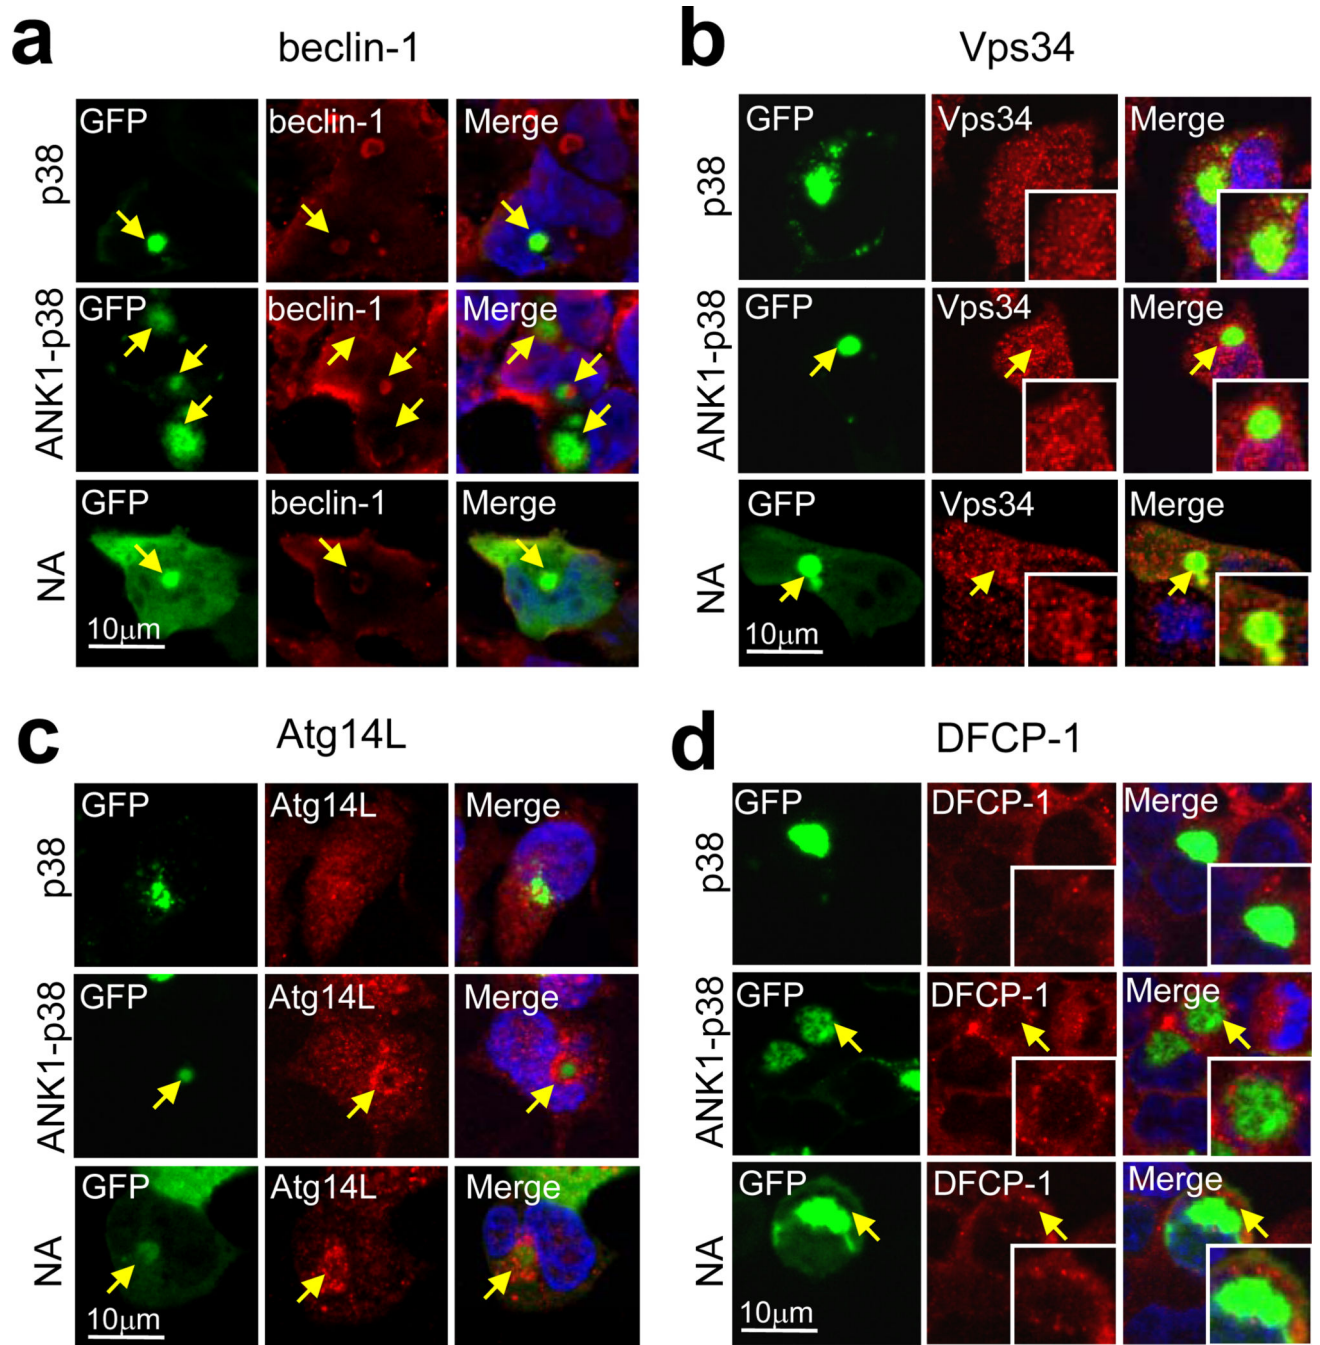 a
beclin-1
p38
GFP
beclin-1
Merge
ANK1-p38
GFP
beclin-1
Merge
NA
GFP
beclin-1
Merge
10μm
b
Vps34
p38
GFP
Vps34
Merge
ANK1-p38
GFP
Vps34
Merge
NA
GFP
Vps34
Merge
10μm
c
Atg14L
p38
GFP
Atg14L
Merge
ANK1-p38
GFP
Atg14L
Merge
NA
GFP
Atg14L
Merge
10μm
d
DFCP-1
p38
GFP
DFCP-1
Merge
ANK1-p38
GFP
DFCP-1
Merge
NA
GFP
DFCP-1
Merge
10μm